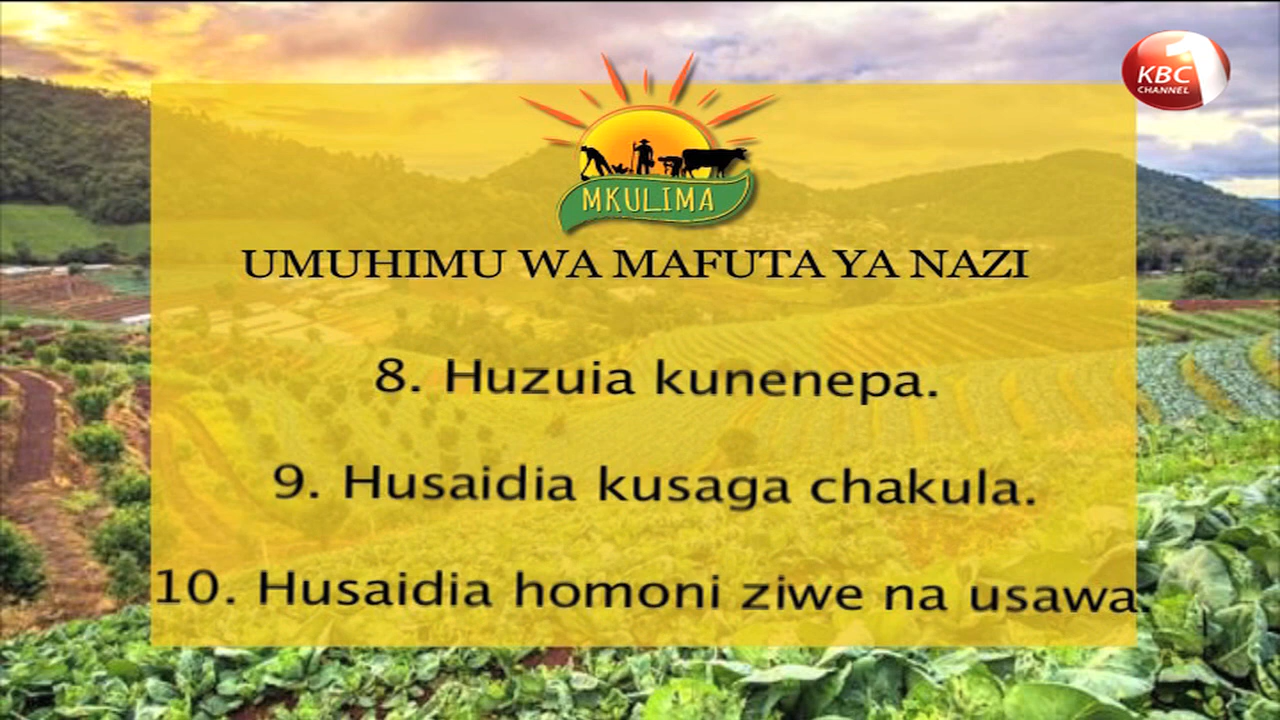 KBC
CHANNEL 1
MKULIMA
UMUHIMU WA MAFUTA YA NAZI
8. Huzuia kunenepa.
9. Husaidia kusaga chakula.
10. Husaidia homoni ziwe na usawa.